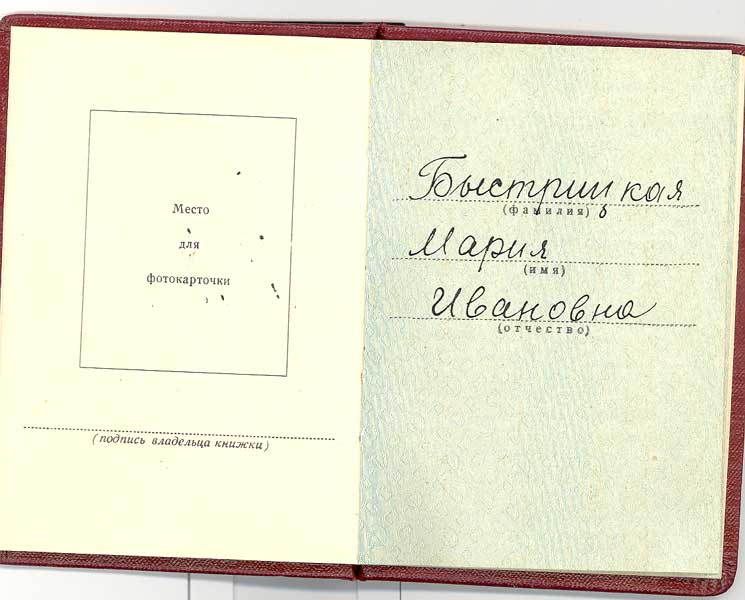 Место
для
фотокарточки
(подпись владельца книжки)
Быстрицкая
(фамилия)
Мария
(имя)
Ивановна
(отчество)